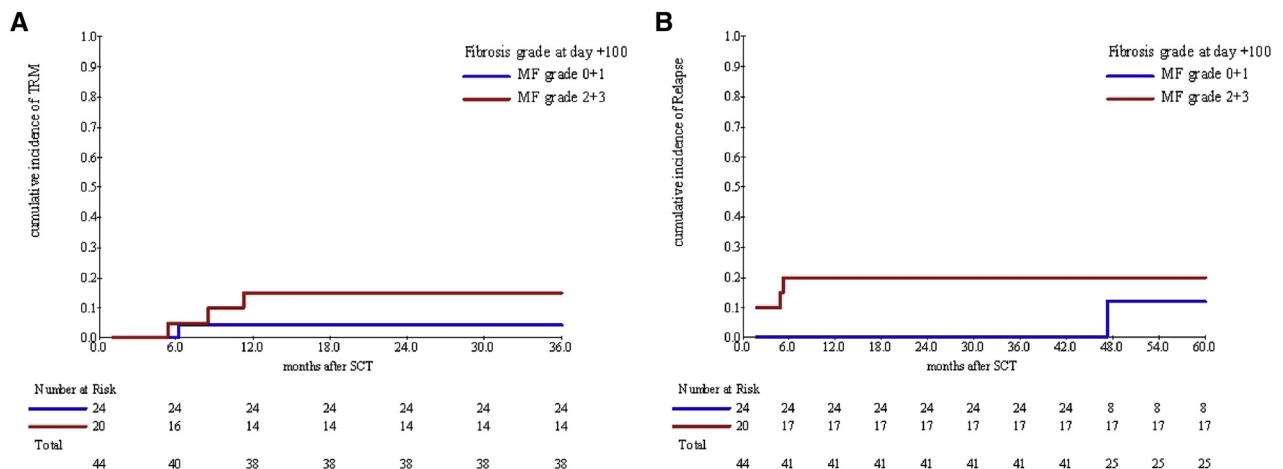 A
cumulative incidence of TRM
1.0
0.9
0.8
0.7
0.6
0.5
0.4
0.3
0.2
0.1
0.0
Fibrosis grade at day +100
MF grade 0+1
MF grade 2+3
0.0 6.0 12.0 18.0 24.0 30.0 36.0
months after SCT
Number at Risk
24 24 24 24 24 24 24
20 16 14 14 14 14 14
Total
44 40 38 38 38 38 38
B
cumulative incidence of Relapse
1.0
0.9
0.8
0.7
0.6
0.5
0.4
0.3
0.2
0.1
0.0
Fibrosis grade at day +100
MF grade 0+1
MF grade 2+3
0.0 6.0 12.0 18.0 24.0 30.0 36.0 42.0 48.0 54.0 60.0
months after SCT
Number at Risk
24 24 24 24 24 24 24 24 8 8 8
20 17 17 17 17 17 17 17 17 17 17
Total
44 41 41 41 41 41 41 41 25 25 25